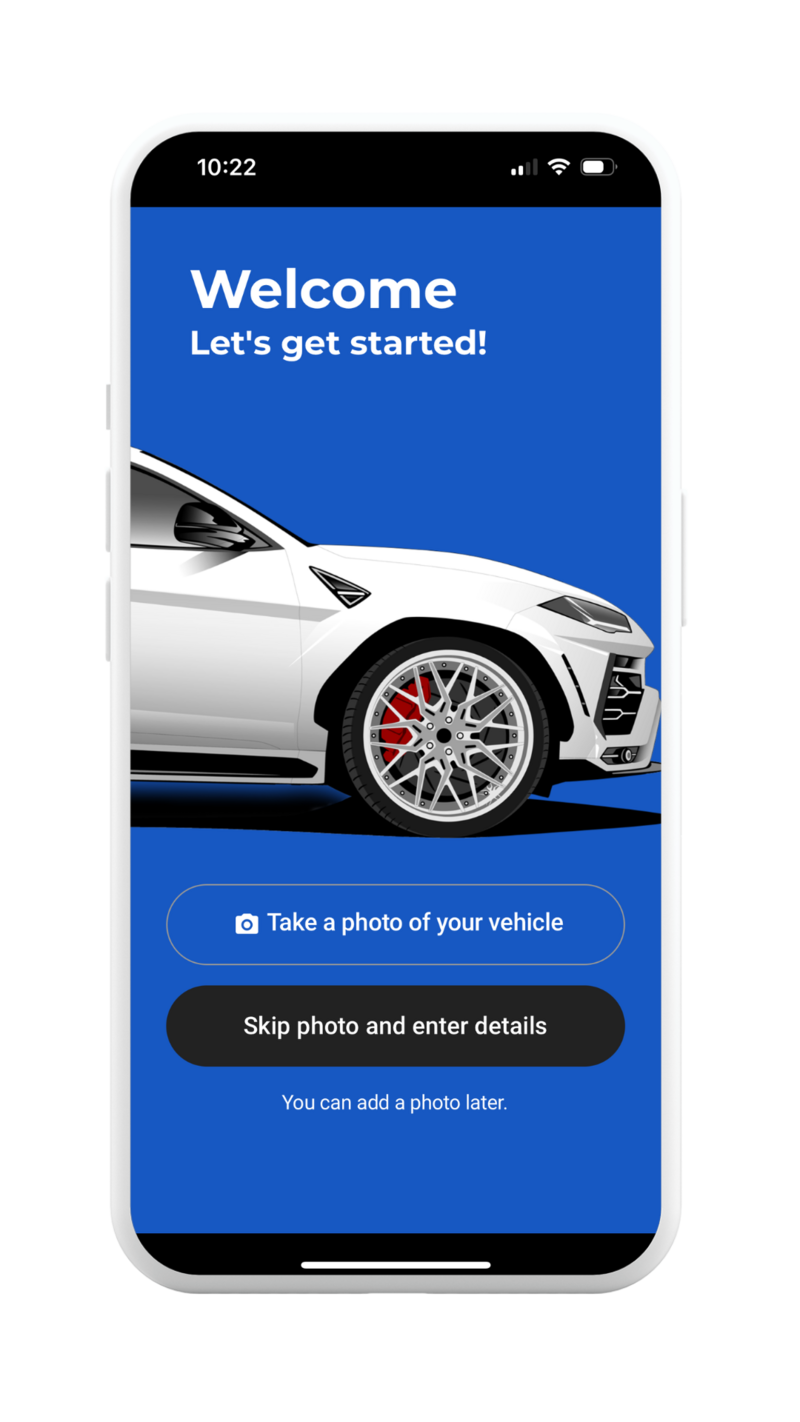 10:22
Welcome
Let's get started!
Take a photo of your vehicle
Skip photo and enter details
You can add a photo later.